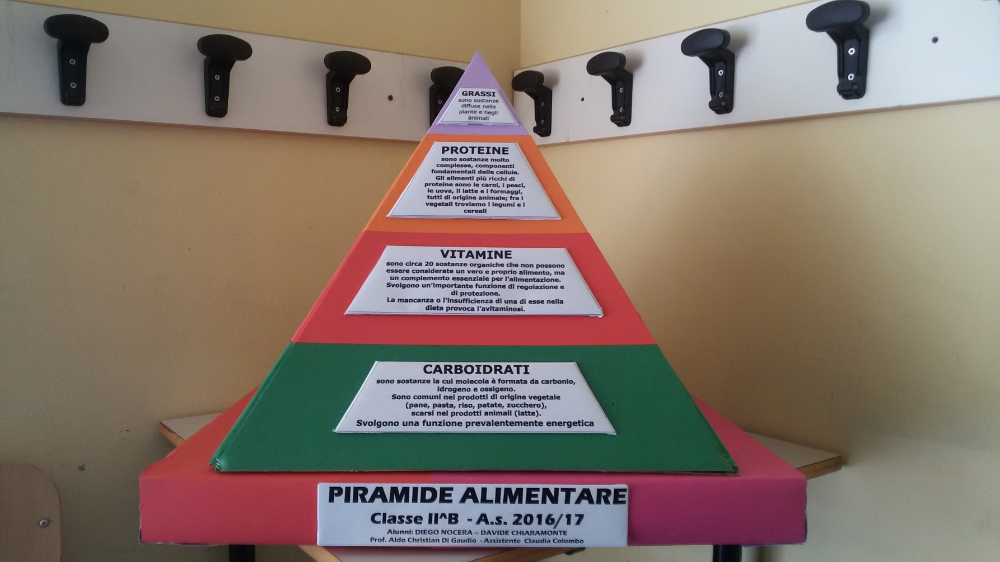 GRASSI
sono sostanze
diffuse nelle
piante e negli
animali
PROTEINE
sono sostanze molto
complesse, componenti
fondamentali delle cellule.
Gli alimenti più ricchi di
proteine sono le carni, i pesci,
le uova, il latte e i formaggi,
tutti di origine animale; fra i
vegetali troviamo i legumi e i
cereali
VITAMINE
sono circa 20 sostanze organiche che non possono
essere considerate un vero e proprio alimento, ma
un complemento essenziale per l'alimentazione.
Svolgono un'importante funzione di regolazione e
di protezione.
La mancanza o l'insufficienza di una di esse nella
dieta provoca l'avitaminosi.
CARBOIDRATI
sono sostanze la cui molecola è formata da carbonio,
idrogeno e ossigeno.
Sono comuni nei prodotti di origine vegetale
(pane, pasta, riso, patate, zucchero),
scarsi nei prodotti animali (latte).
Svolgono una funzione prevalentemente energetica
PIRAMIDE ALIMENTARE
Classe II^B - A.s. 2016/17
Alunni: DIEGO NOCERA – DAVIDE CHIARAMONTE
Prof. Aldo Christian Di Gaudio - Assistente Claudia Colombo